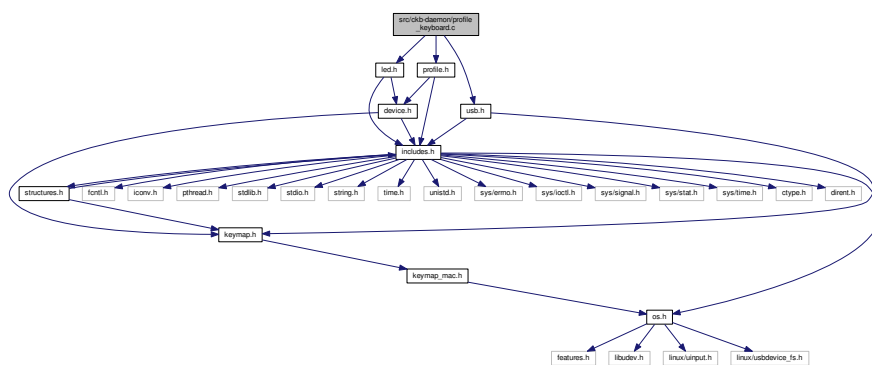 src/ckb-daemon/profile
_keyboard.c
led.h
profile.h
device.h
usb.h
includes.h
structures.h
fcntl.h
iconv.h
pthread.h
stdlib.h
stdio.h
string.h
time.h
unistd.h
sys/errno.h
sys/ioctl.h
sys/signal.h
sys/stat.h
sys/time.h
ctype.h
dirent.h
keymap.h
keymap_mac.h
os.h
features.h
libudev.h
linux/uinput.h
linux/usbdevice_fs.h